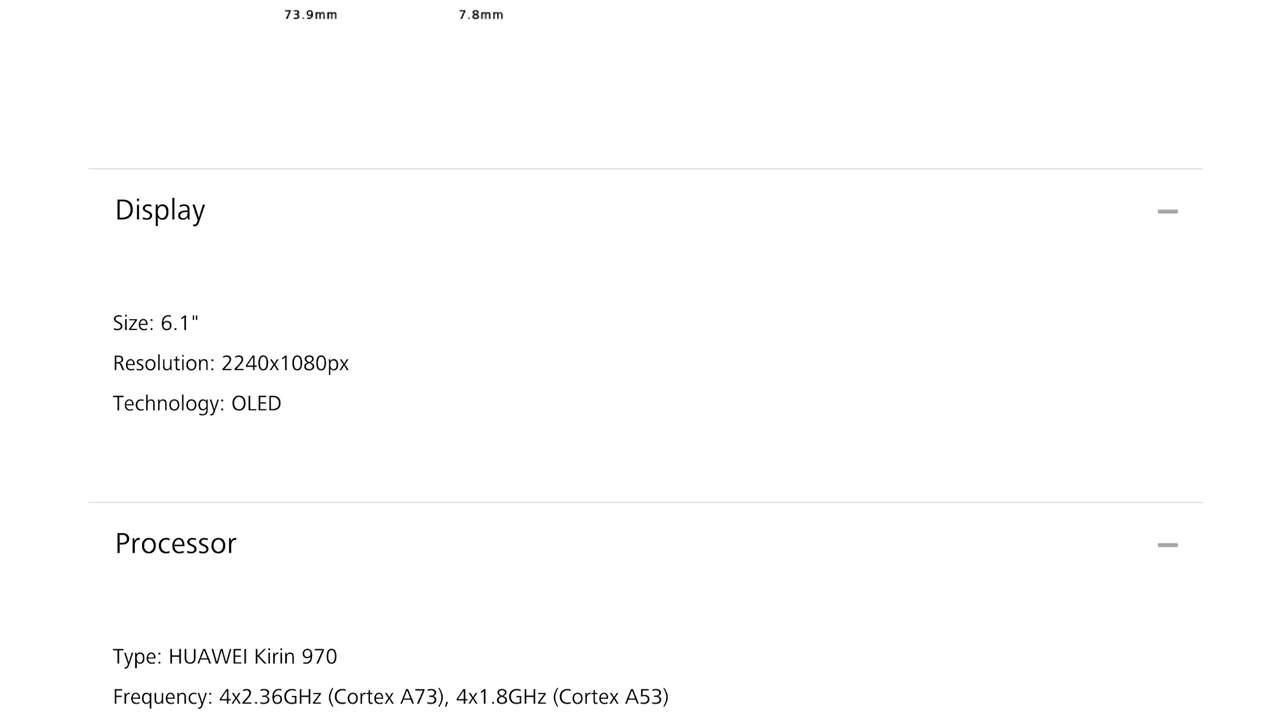 73.9mm 7.8mm
Display
Size: 6.1"
Resolution: 2240x1080px
Technology: OLED
Processor
Type: HUAWEI Kirin 970
Frequency: 4x2.36GHz (Cortex A73), 4x1.8GHz (Cortex A53)